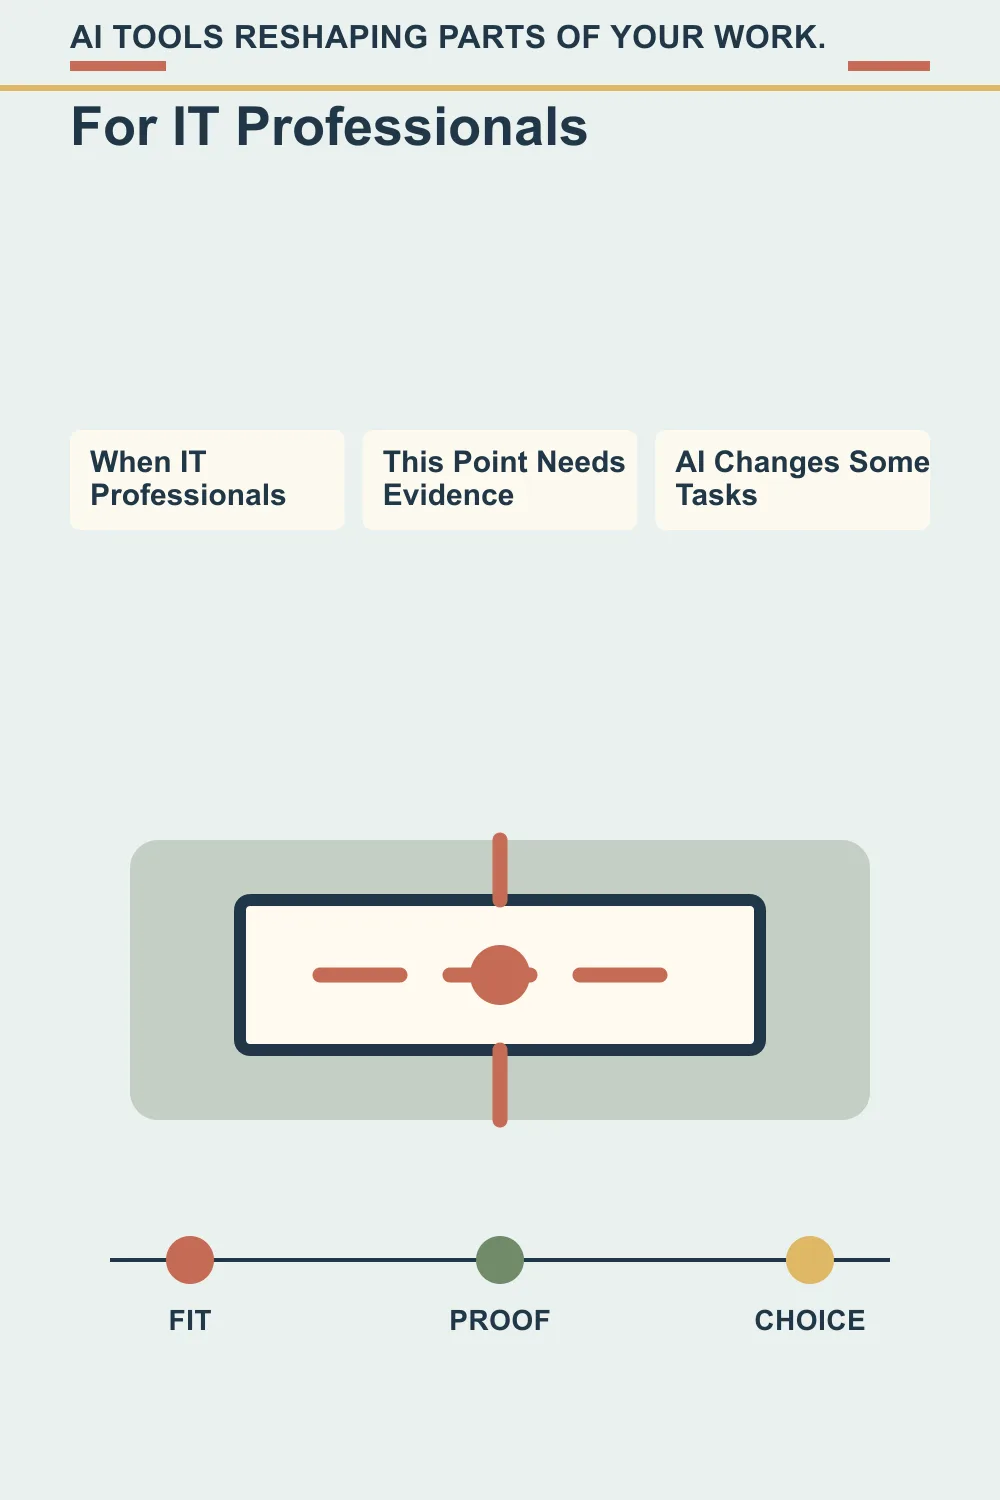 AI TOOLS RESHAPING PARTS OF YOUR WORK.
For IT Professionals
When IT
Professionals
This Point Needs
Evidence
AI Changes Some
Tasks
FIT
PROOF
CHOICE